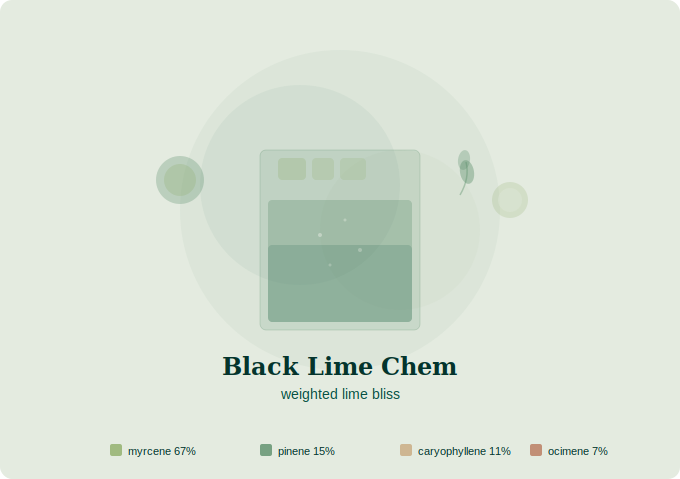 Black Lime Chem
weighted lime bliss
myrcene 67% pinene 15% caryophyllene 11% ocimene 7%